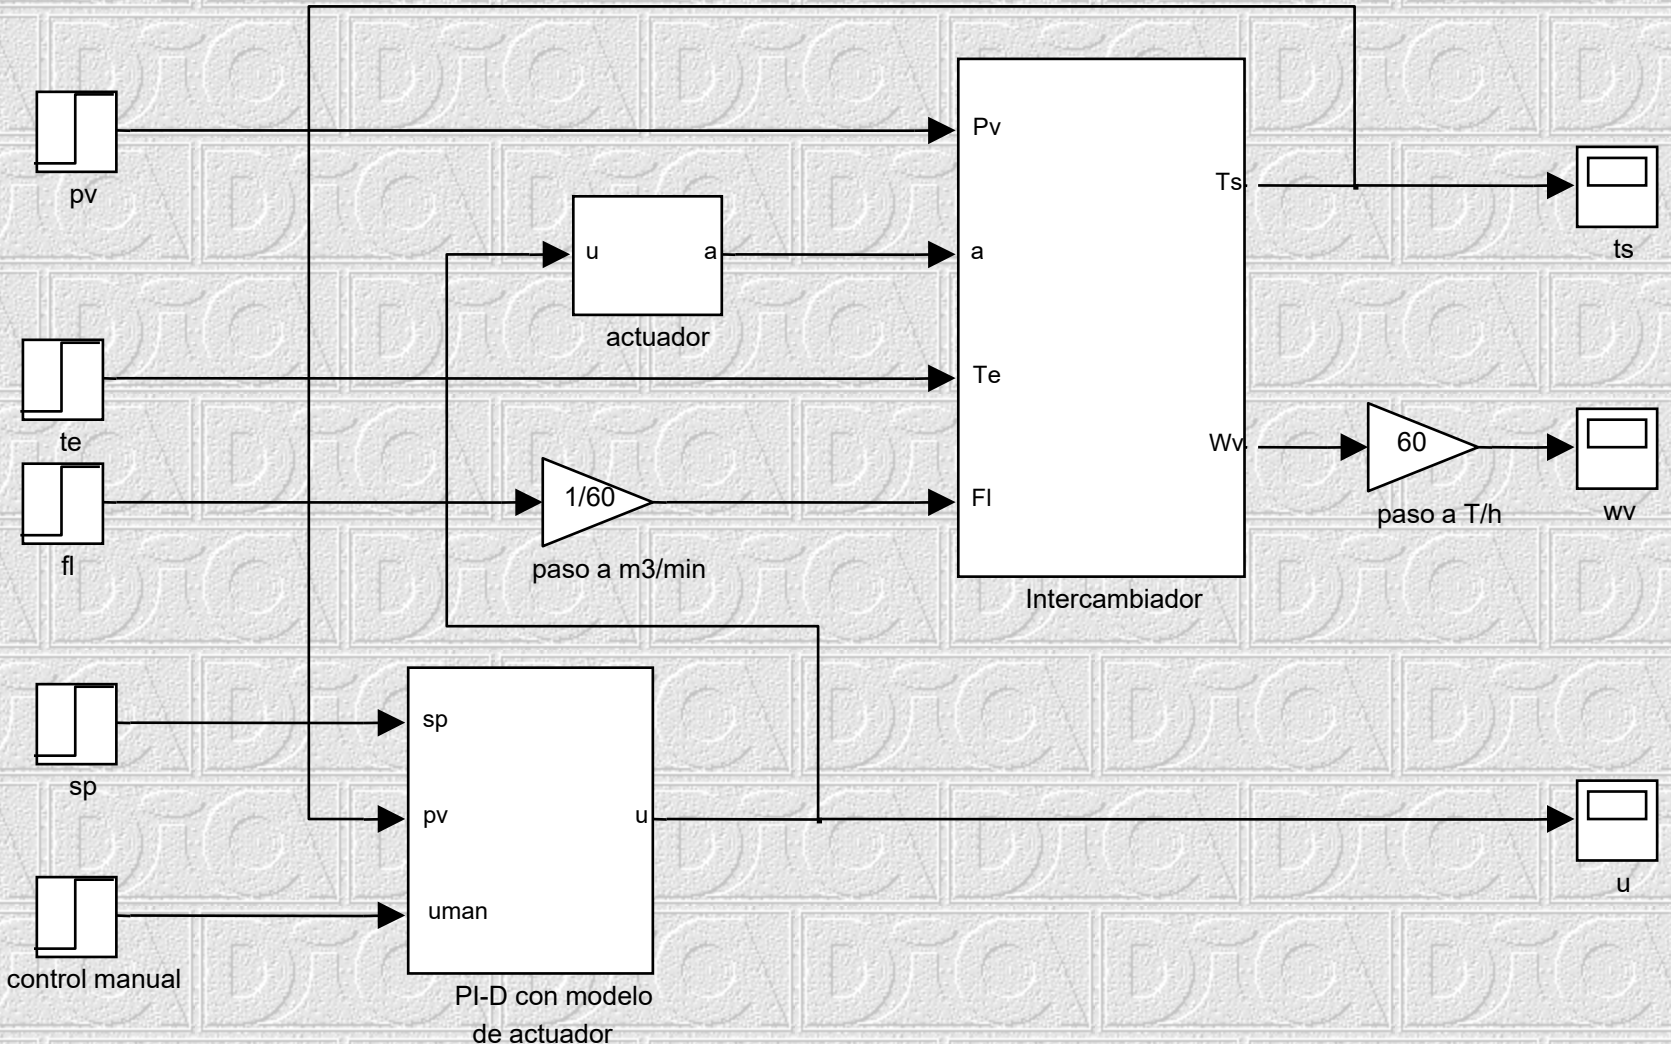 pv
Pv
Ts
ts
u
a
a
actuador
te
Te
Wv
60
wv
paso a T/h
fl
1/60
Fl
paso a m3/min
Intercambiador
sp
sp
pv
u
u
uman
control manual
PI-D con modelo
de actuador